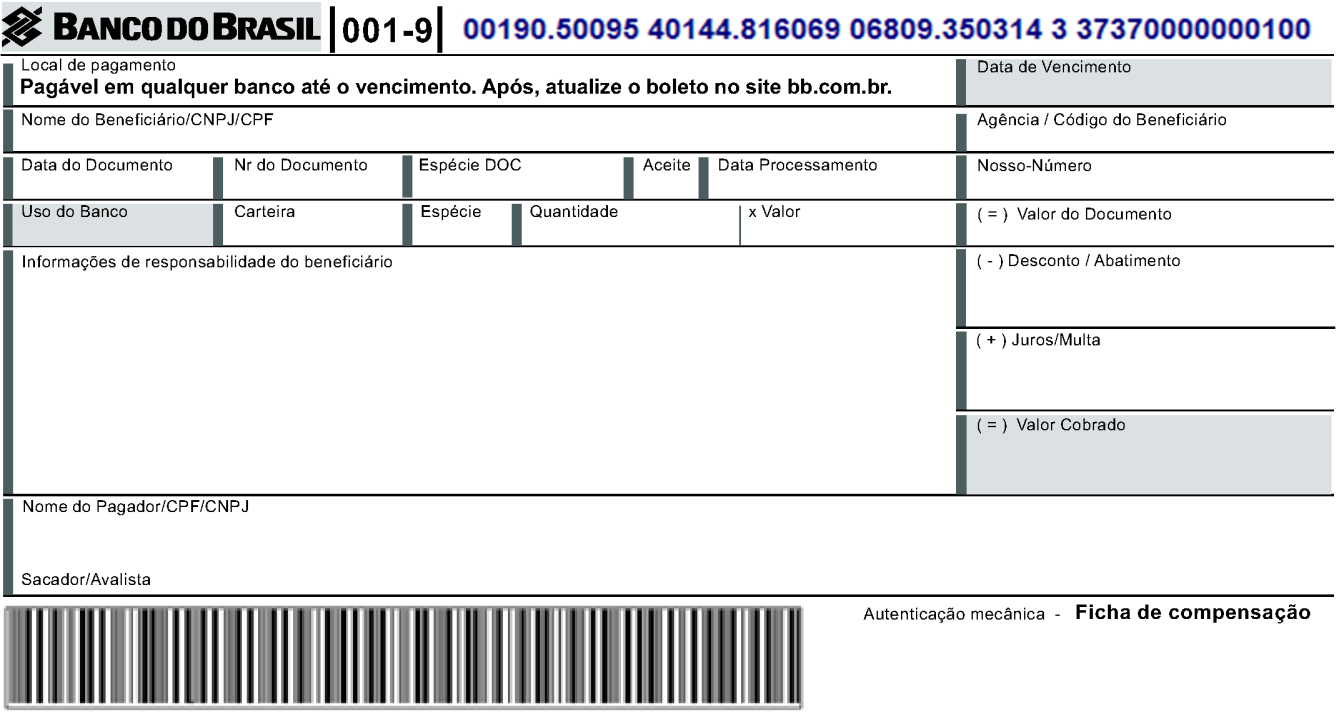 BANCO DO BRASIL 001-9 00190.50095 40144.816069 06809.350314 3 37370000000100
Local de pagamento Data de Vencimento
Pagável em qualquer banco até o vencimento. Após, atualize o boleto no site bb.com.br.
Nome do Beneficiário/CNPJ/CPF Agência / Código do Beneficiário
Data do Documento Nr do Documento Espécie DOC Aceite Data Processamento Nosso-Número
Uso do Banco Carteira Espécie Quantidade x Valor ( = ) Valor do Documento
Informações de responsabilidade do beneficiário ( - ) Desconto / Abatimento
( + ) Juros/Multa
( = ) Valor Cobrado
Nome do Pagador/CPF/CNPJ
Sacador/Avalista
Autenticação mecânica - Ficha de compensação